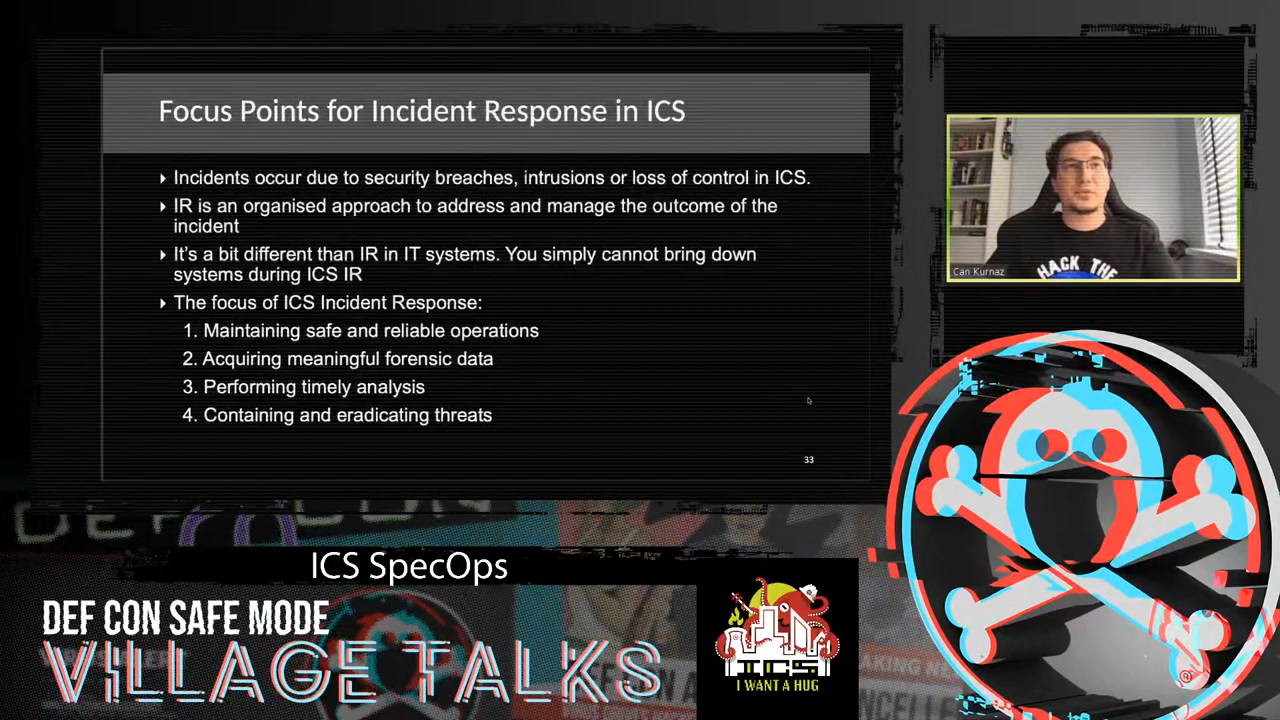 Focus Points for Incident Response in ICS
Incidents occur due to security breaches, intrusions or loss of control in ICS.
IR is an organised approach to address and manage the outcome of the
incident
It's a bit different than IR in IT systems. You simply cannot bring down
systems during ICS IR
The focus of ICS Incident Response:
1. Maintaining safe and reliable operations
2. Acquiring meaningful forensic data
3. Performing timely analysis
4. Containing and eradicating threats
33
HACK THE
Can Kurnaz
DEF CON
ICS SpecOps
DEF CON SAFE MODE
VILLAGE TALKS
ICS
I WANT A HUG
®